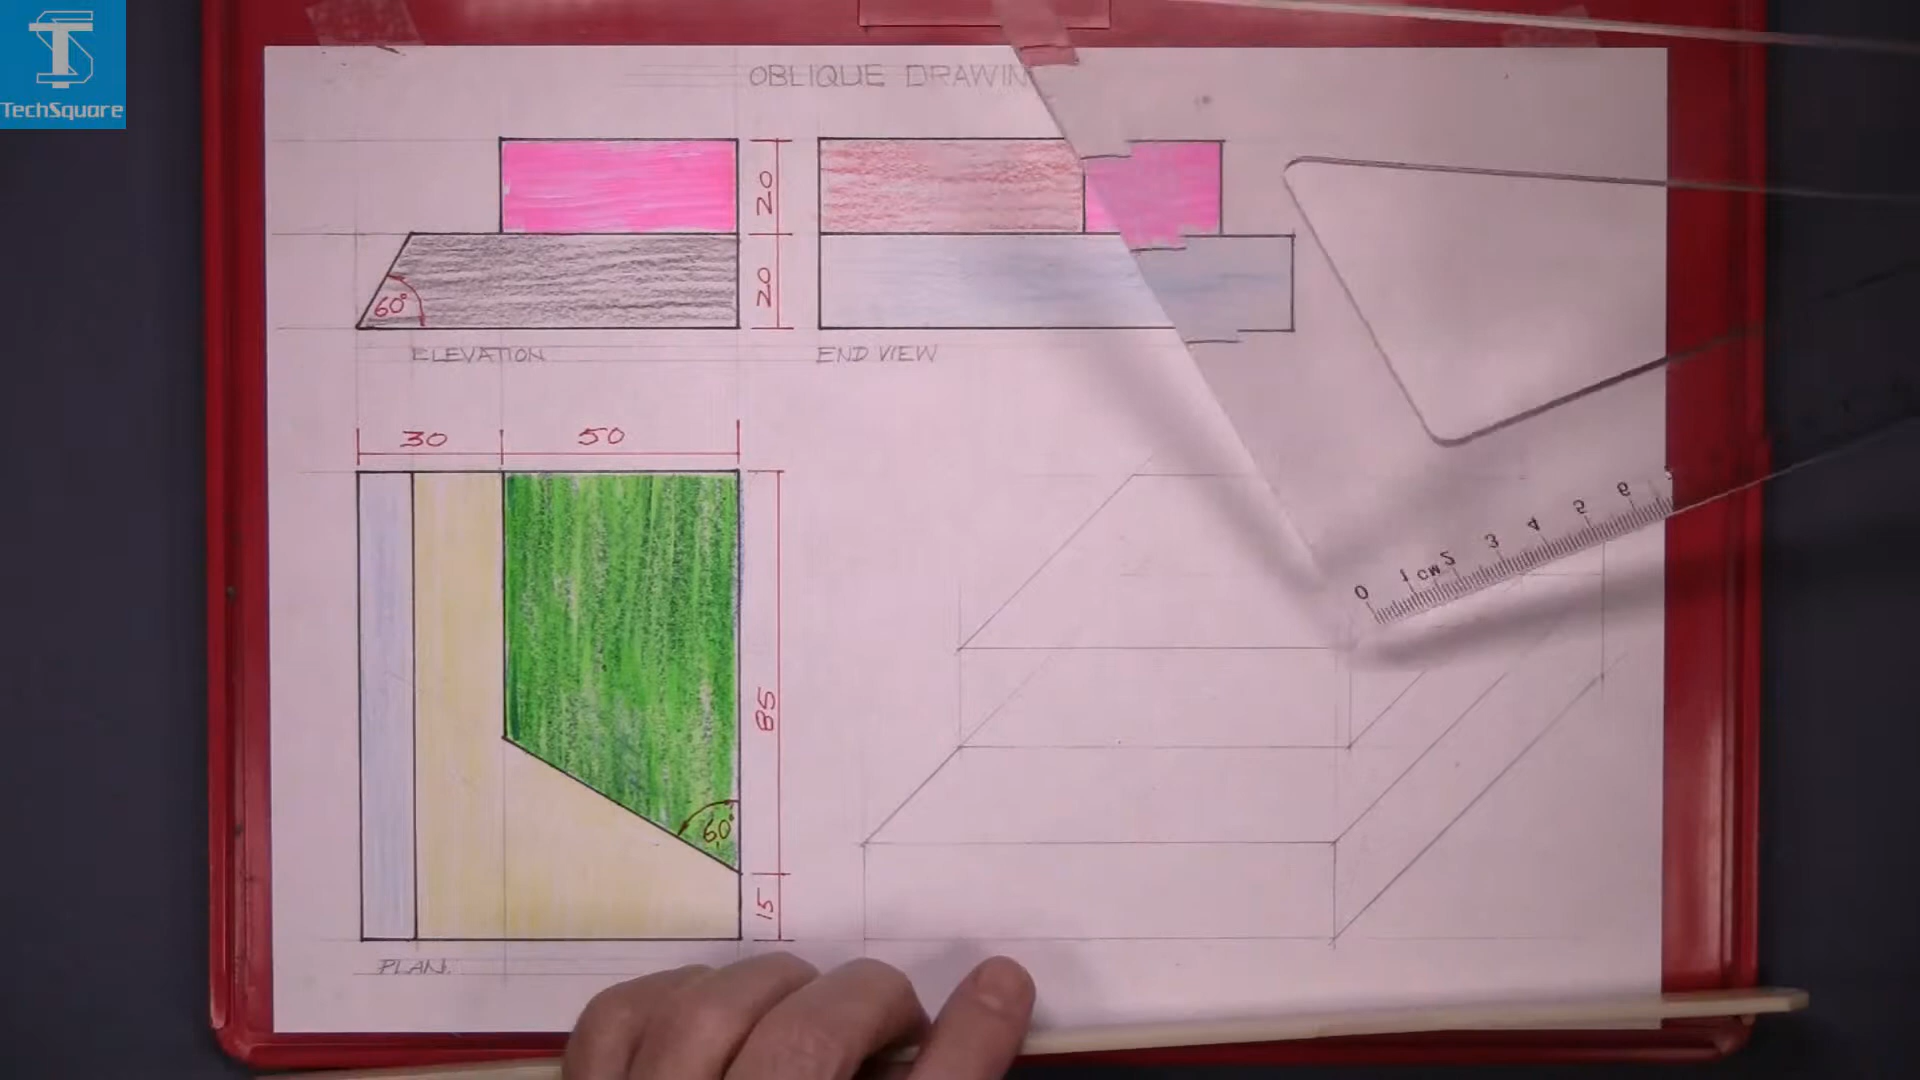 TechSquare
OBLIQUE DRAWIN
20
20
60°
ELEVATION
END VIEW
30
50
85
60°
15
PLAN.
0 1 cm 2 3 4 5 6